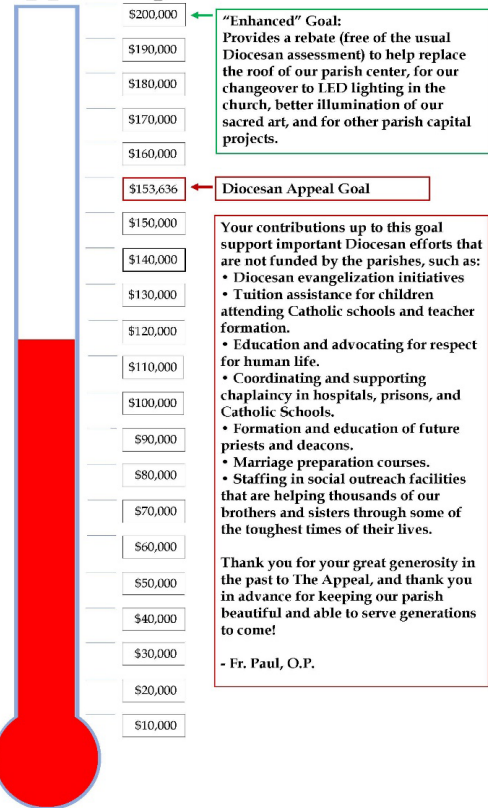 $200,000
$190,000
$180,000
$170,000
$160,000
$153,636
$150,000
$140,000
$130,000
$120,000
$110,000
$100,000
$90,000
$80,000
$70,000
$60,000
$50,000
$40,000
$30,000
$20,000
$10,000
“Enhanced” Goal:
Provides a rebate (free of the usual
Diocesan assessment) to help replace
the roof of our parish center, for our
changeover to LED lighting in the
church, better illumination of our
sacred art, and for other parish capital
projects.
Diocesan Appeal Goal
Your contributions up to this goal
support important Diocesan efforts that
are not funded by the parishes, such as:
• Diocesan evangelization initiatives
• Tuition assistance for children
attending Catholic schools and teacher
formation.
• Education and advocating for respect
for human life.
• Coordinating and supporting
chaplaincy in hospitals, prisons, and
Catholic Schools.
• Formation and education of future
priests and deacons.
• Marriage preparation courses.
• Staffing in social outreach facilities
that are helping thousands of our
brothers and sisters through some of
the toughest times of their lives.
Thank you for your great generosity in
the past to The Appeal, and thank you
in advance for keeping our parish
beautiful and able to serve generations
to come!
- Fr. Paul, O.P.